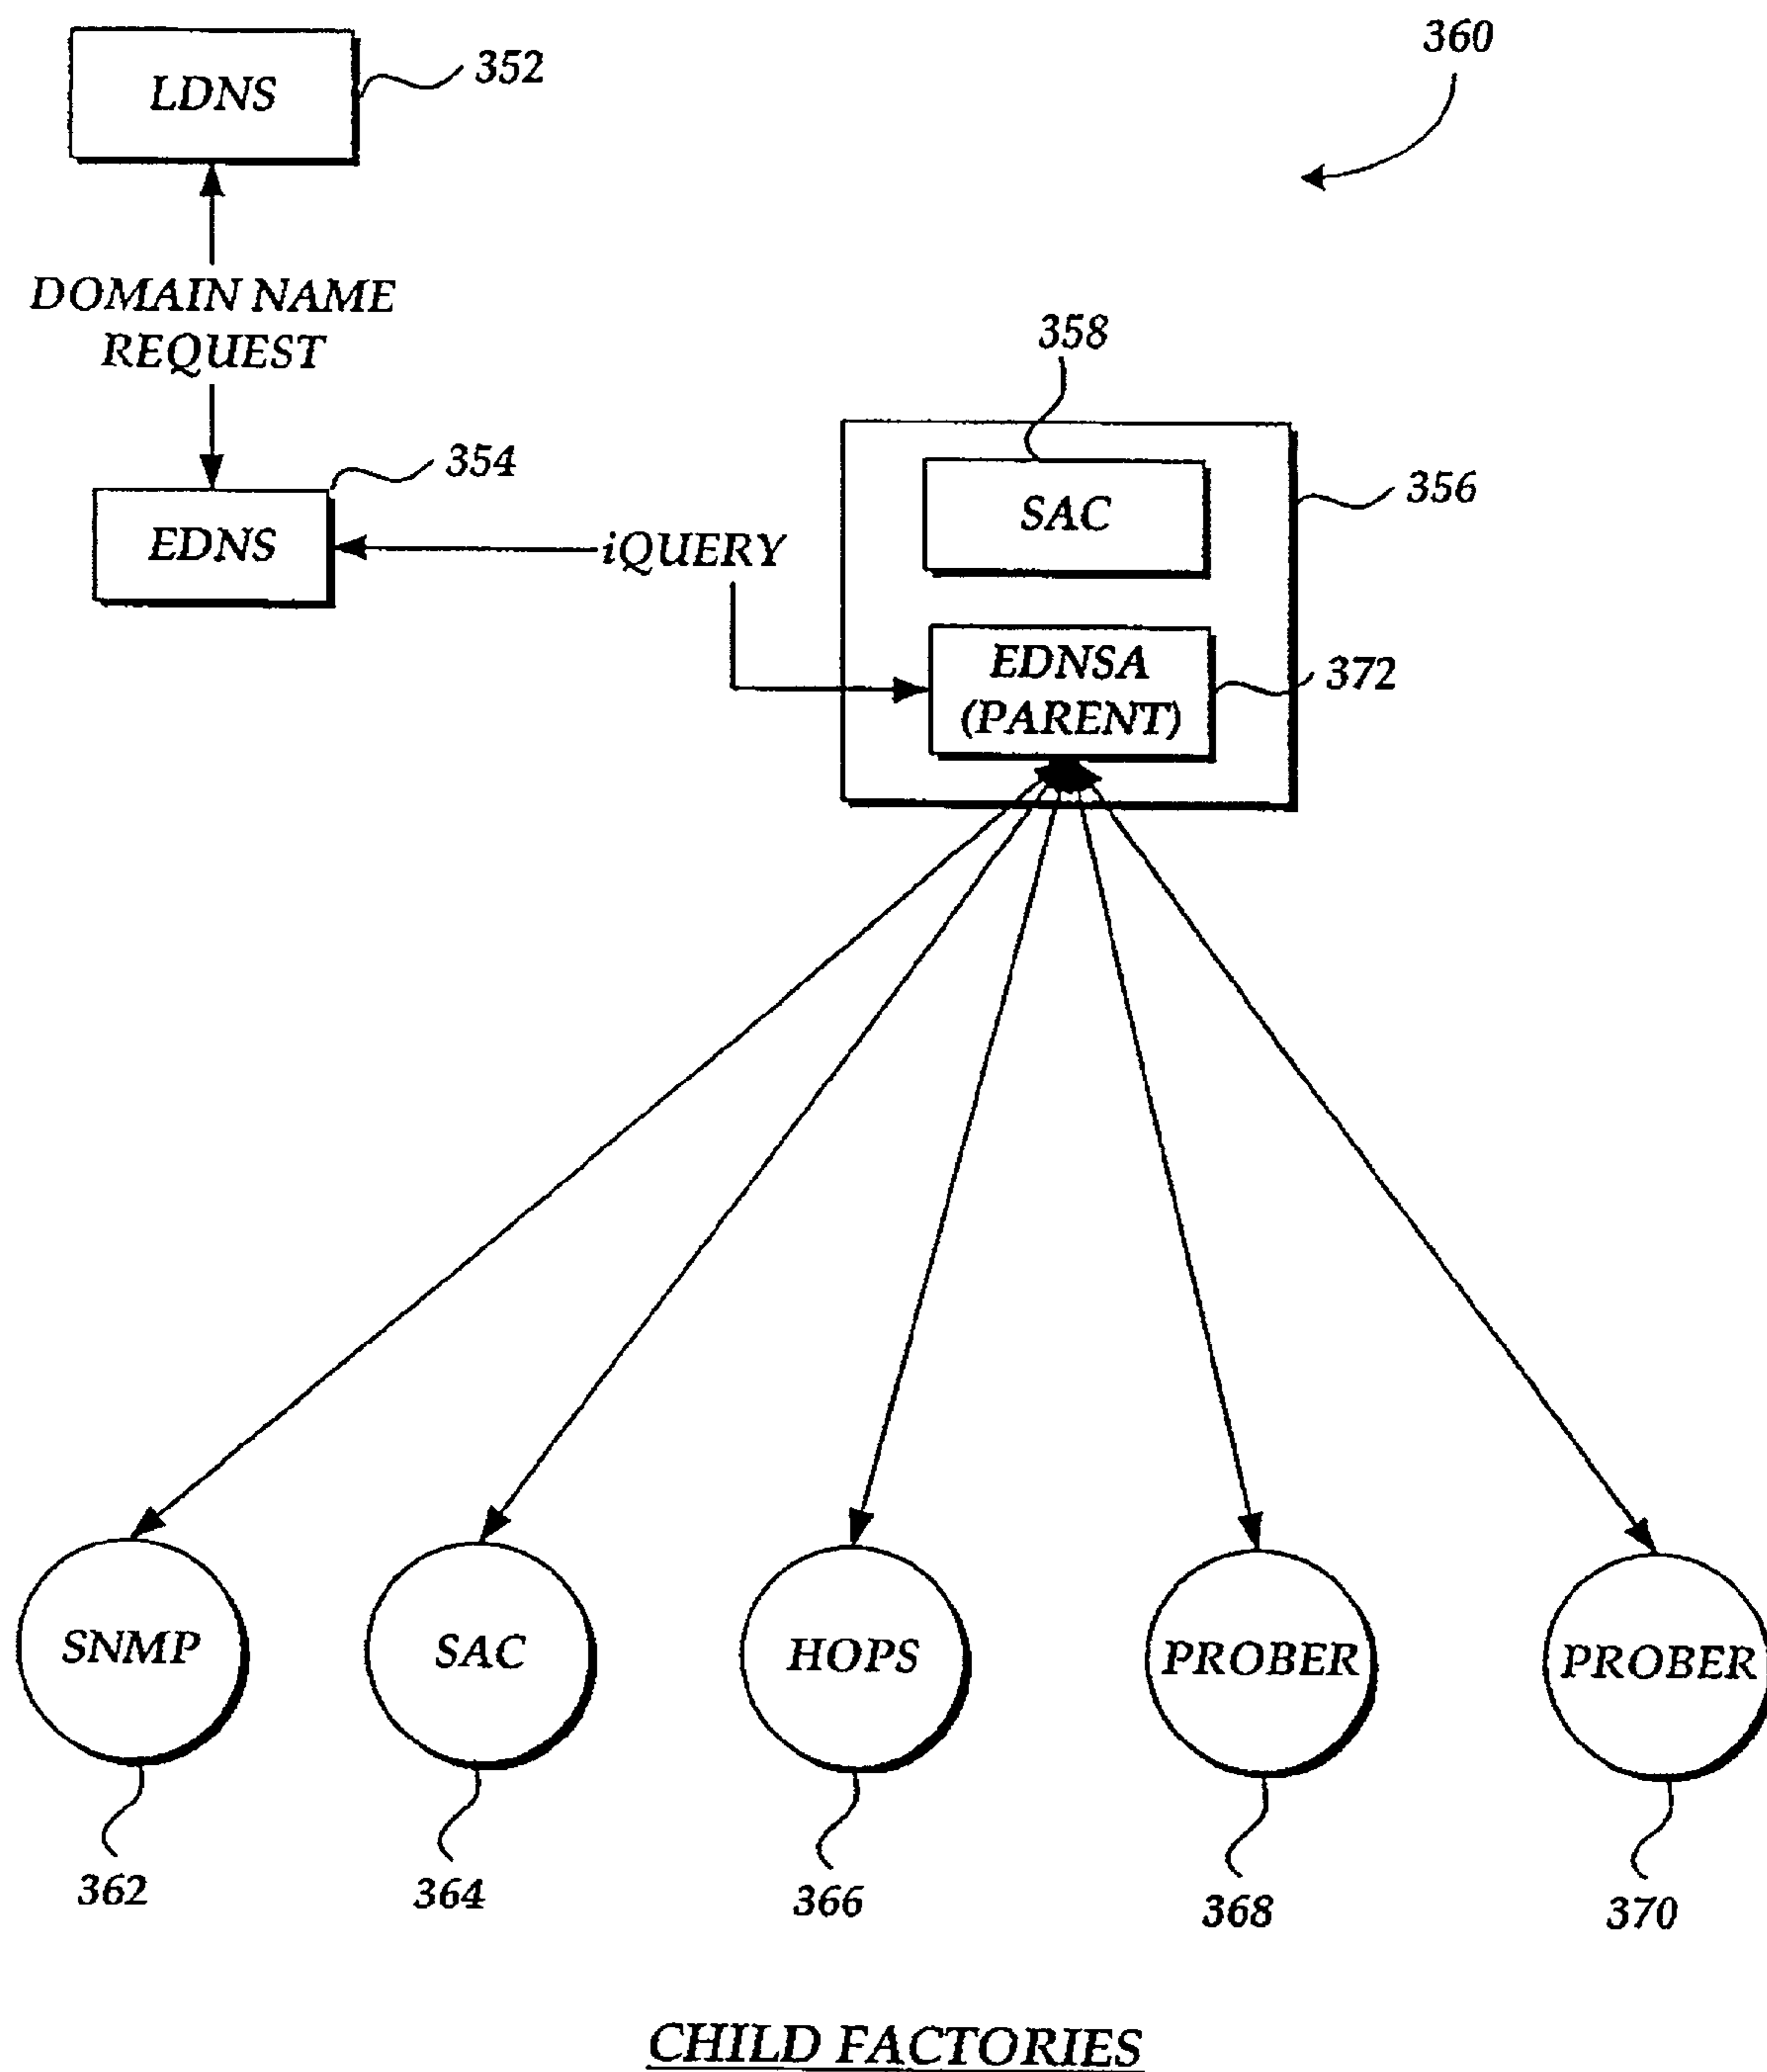 360
LDNS
352
DOMAIN NAME
REQUEST
358
354
EDNS
iQUERY
SAC
356
EDNSA
(PARENT)
372
SNMP
SAC
HOPS
PROBER
PROBER
362
364
366
368
370
CHILD FACTORIES